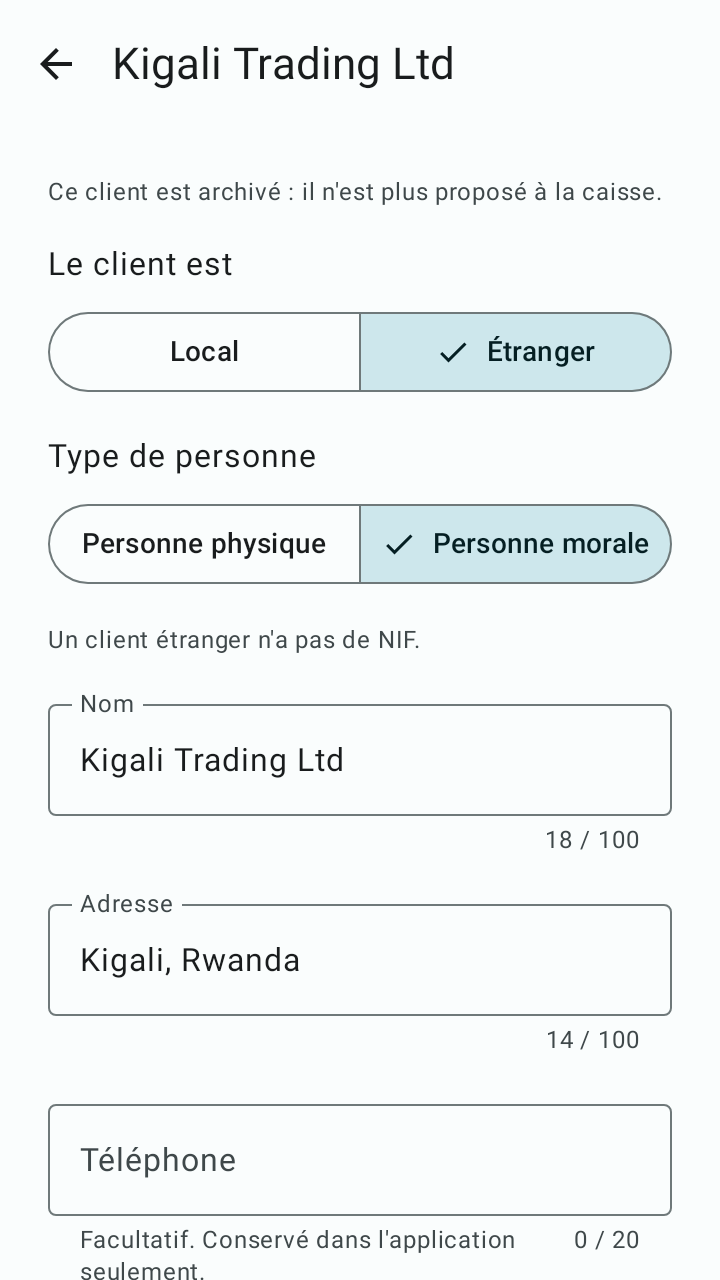 Kigali Trading Ltd
Ce client est archivé : il n'est plus proposé à la caisse.
Le client est
Local
Étranger
Type de personne
Personne physique
Personne morale
Un client étranger n'a pas de NIF.
Nom
Kigali Trading Ltd
18 / 100
Adresse
Kigali, Rwanda
14 / 100
Téléphone
Facultatif. Conservé dans l'application 0 / 20
seulement.